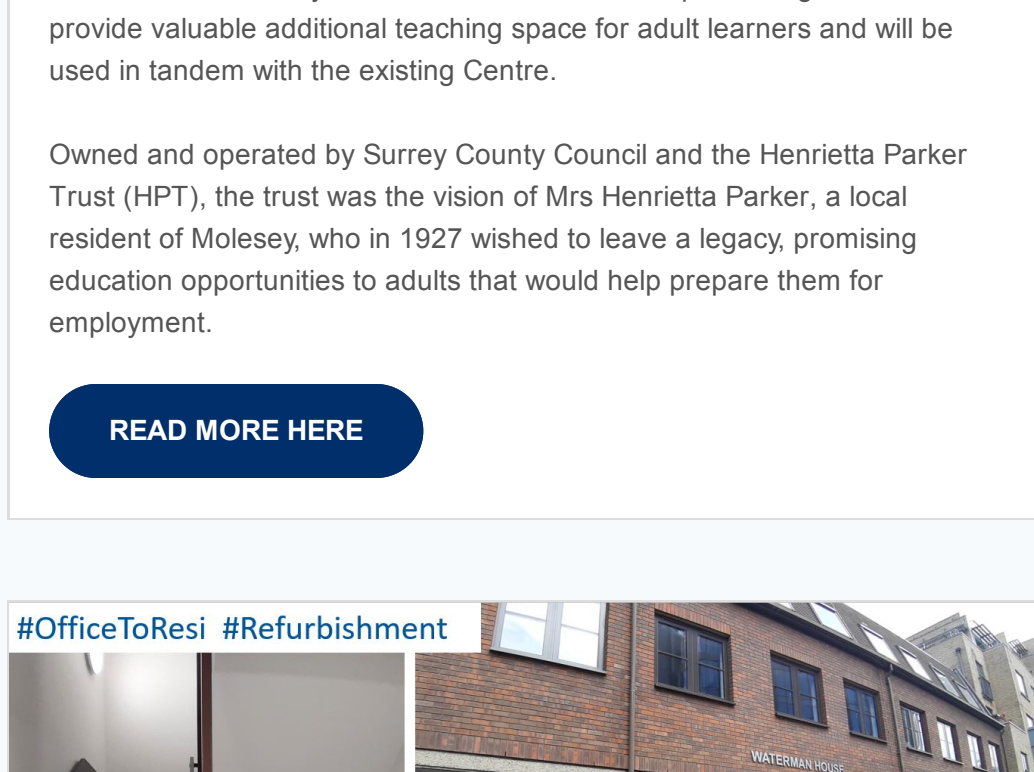 provide valuable additional teaching space for adult learners and will be
used in tandem with the existing Centre.
Owned and operated by Surrey County Council and the Henrietta Parker
Trust (HPT), the trust was the vision of Mrs Henrietta Parker, a local
resident of Molesey, who in 1927 wished to leave a legacy, promising
education opportunities to adults that would help prepare them for
employment.
READ MORE HERE
#OfficeToResi #Refurbishment
WATERMAN HOUSE